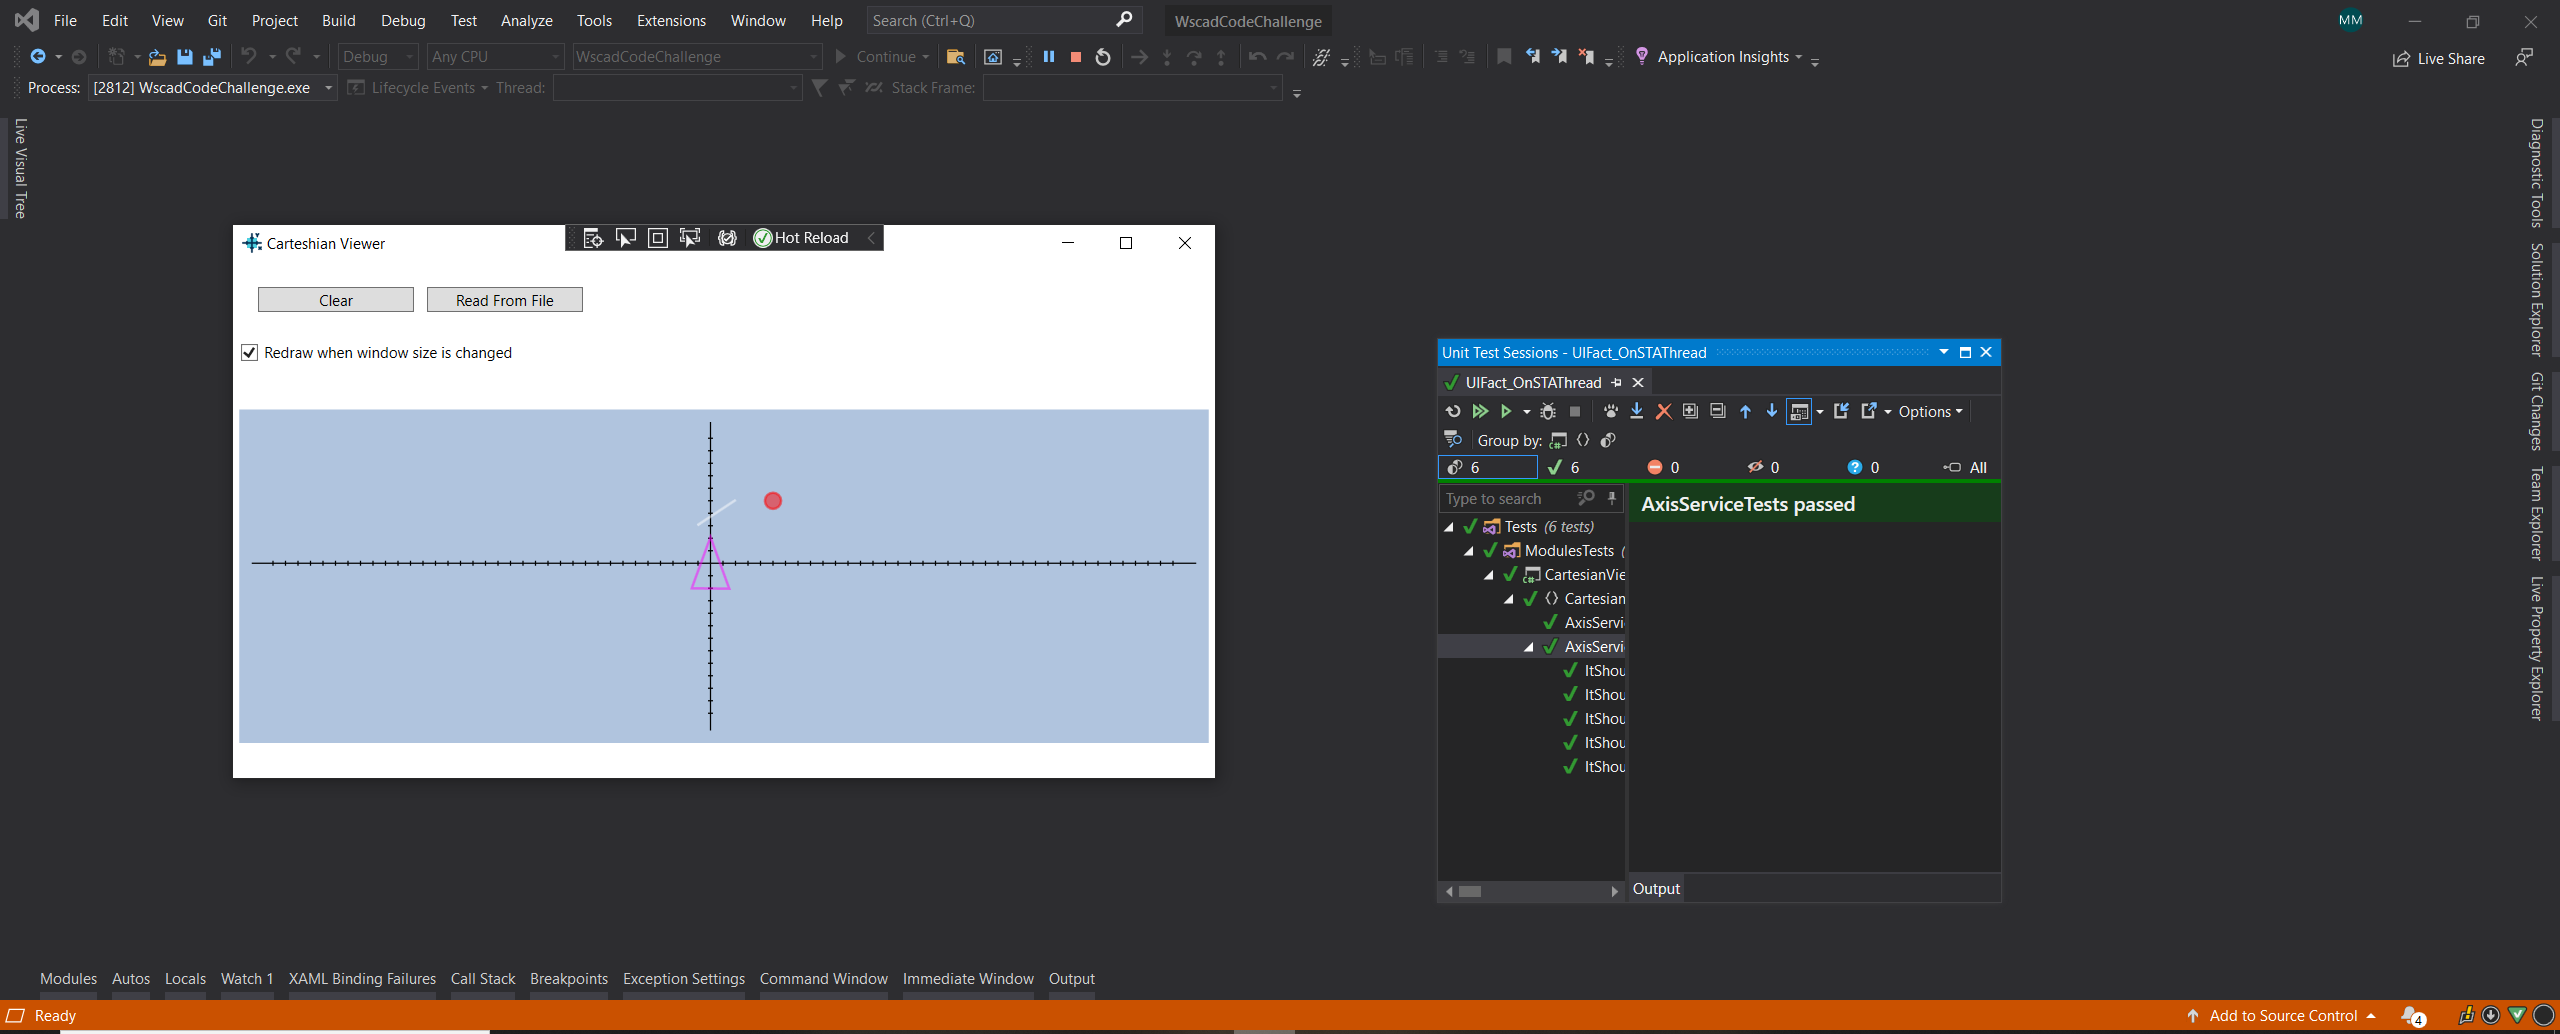 File Edit View Git Project Build Debug Test Analyze Tools Extensions Window Help Search (Ctrl+Q) WscadCodeChallenge MM
Debug Any CPU WscadCodeChallenge Continue Application Insights Live Share
Process: [2812] WscadCodeChallenge.exe Lifecycle Events Thread: Stack Frame:
Live Visual Tree
Carteshian Viewer Hot Reload
Clear Read From File
Redraw when window size is changed
Unit Test Sessions - UIFact_OnSTAThread
UIFact_OnSTAThread
Options
Group by:
6 6 0 0 0 All
Type to search
AxisServiceTests passed
Tests (6 tests)
ModulesTests (
CartesianVie
Cartesian
AxisServi
AxisServi
ItShou
ItShou
ItShou
ItShou
ItShou
Output
Diagnostic Tools
Solution Explorer
Git Changes
Team Explorer
Live Property Explorer
Modules Autos Locals Watch 1 XAML Binding Failures Call Stack Breakpoints Exception Settings Command Window Immediate Window Output
Ready Add to Source Control 4